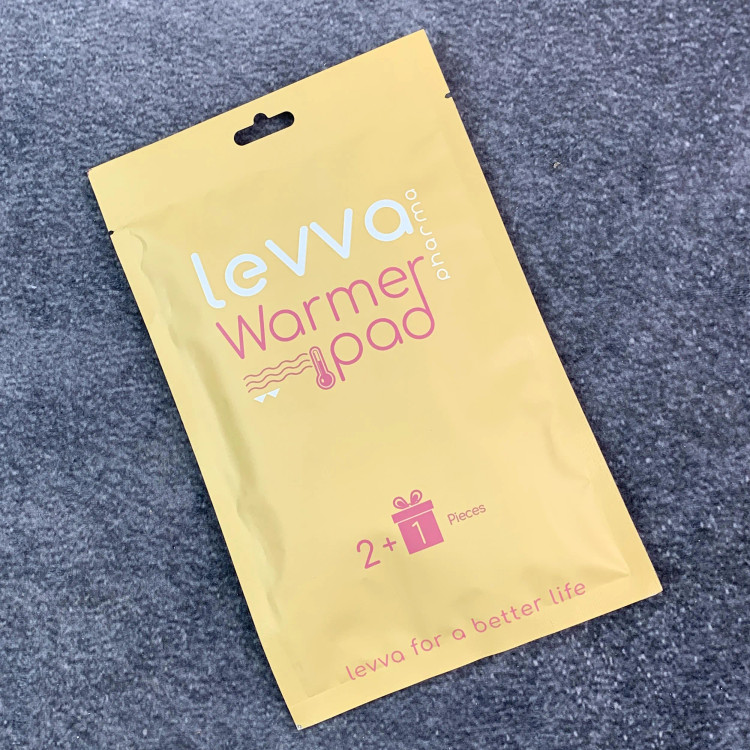 levva
pharma
Warmer
pad
2+1 Pieces
levva for a better life